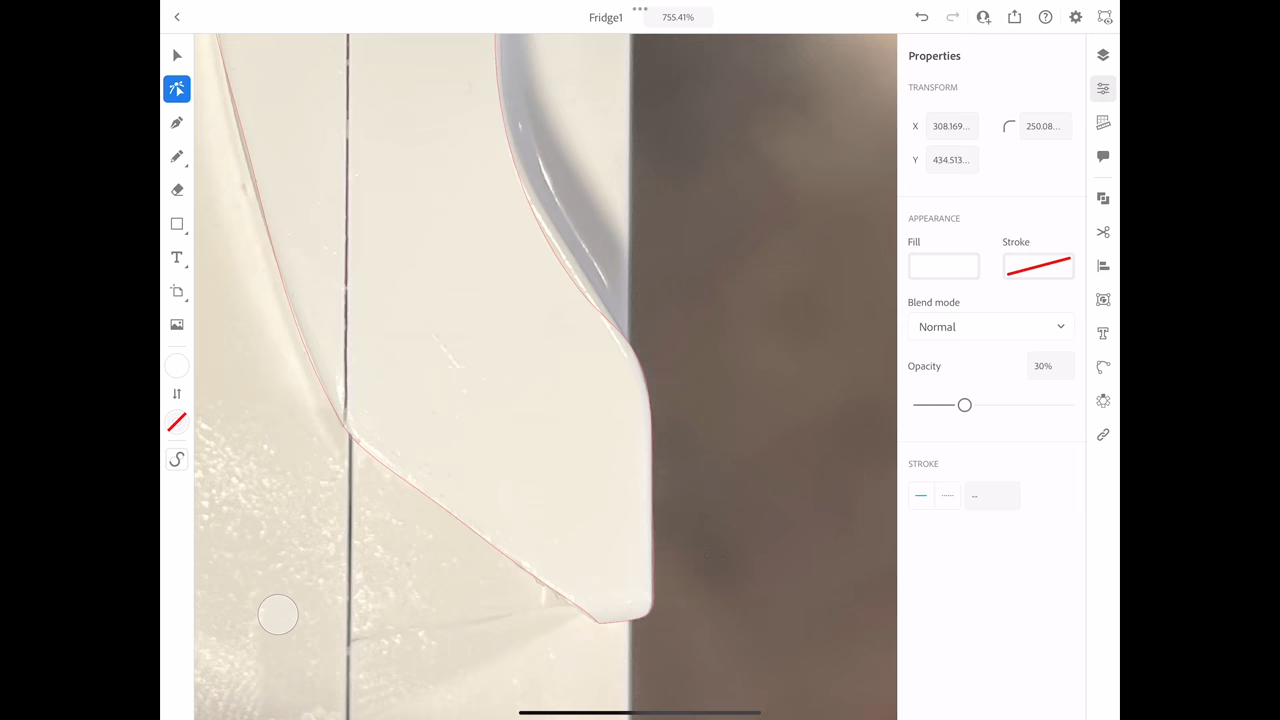 Fridge1
755.41%
Properties
TRANSFORM
X 308.169... 250.08...
Y 434.513...
APPEARANCE
Fill Stroke
Blend mode
Normal
Opacity 30%
STROKE
--